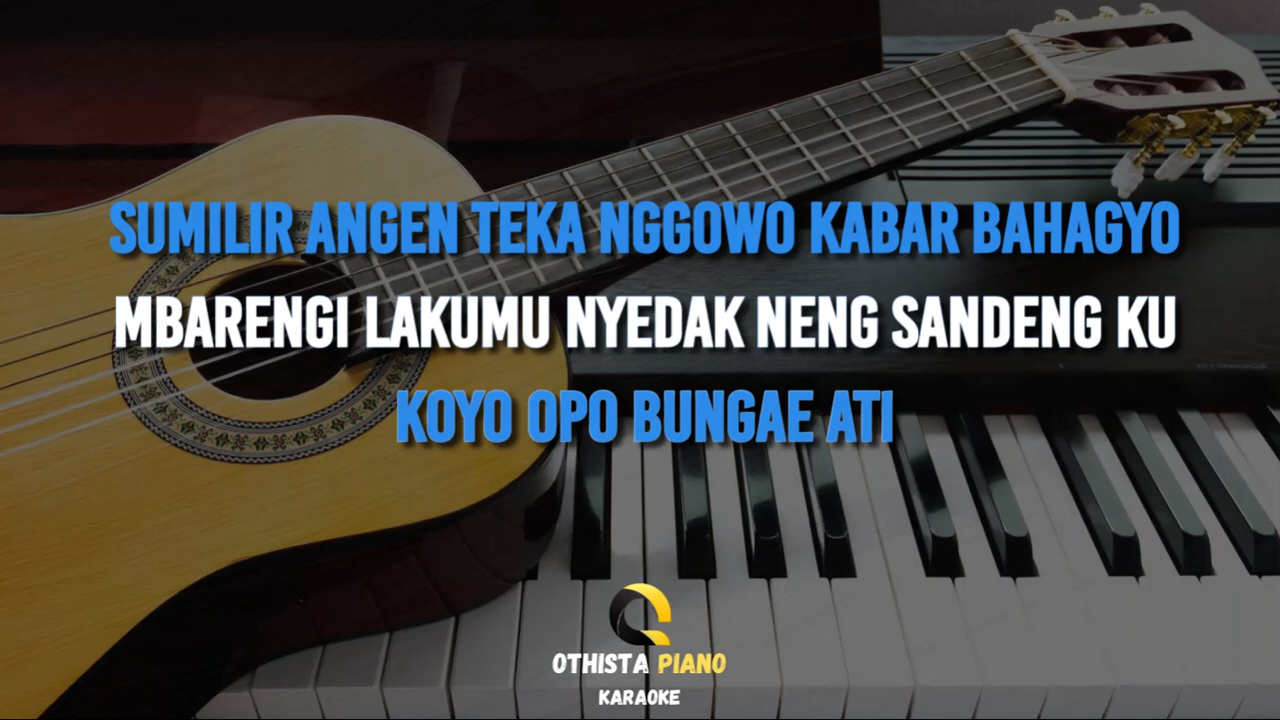 SUMILIR ANGEN TEKA NGGOWO KABAR BAHAGYO
MBARENGI LAKUMU NYEDAK NENG SANDENG KU
KOYO OPO BUNGAE ATI
OTHISTA PIANO
KARAOKE